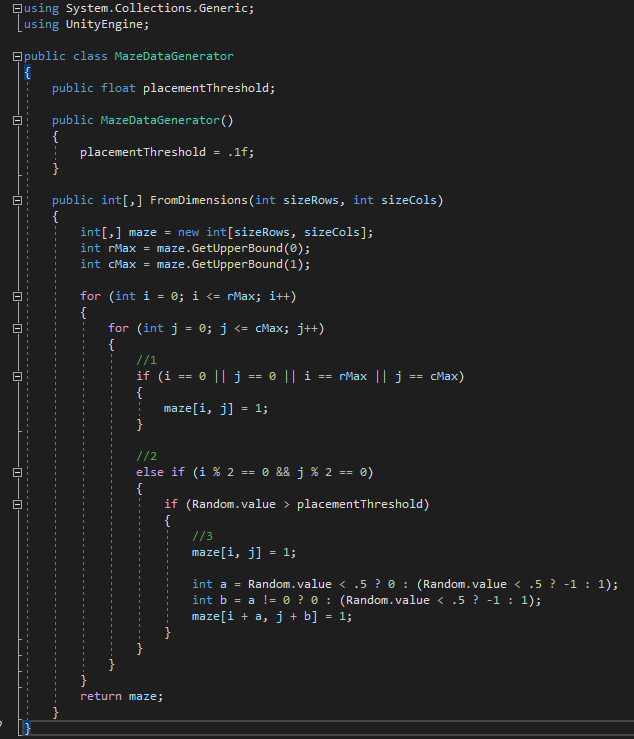 using System.Collections.Generic;
using UnityEngine;

public class MazeDataGenerator
{
    public float placementThreshold;

    public MazeDataGenerator()
    {
        placementThreshold = .1f;
    }

    public int[,] FromDimensions(int sizeRows, int sizeCols)
    {
        int[,] maze = new int[sizeRows, sizeCols];
        int rMax = maze.GetUpperBound(0);
        int cMax = maze.GetUpperBound(1);

        for (int i = 0; i <= rMax; i++)
        {
            for (int j = 0; j <= cMax; j++)
            {
                //1
                if (i == 0 || j == 0 || i == rMax || j == cMax)
                {
                    maze[i, j] = 1;
                }

                //2
                else if (i % 2 == 0 && j % 2 == 0)
                {
                    if (Random.value > placementThreshold)
                    {
                        //3
                        maze[i, j] = 1;

                        int a = Random.value < .5 ? 0 : (Random.value < .5 ? -1 : 1);
                        int b = a != 0 ? 0 : (Random.value < .5 ? -1 : 1);
                        maze[i + a, j + b] = 1;
                    }
                }
            }
        }
        return maze;
    }
}